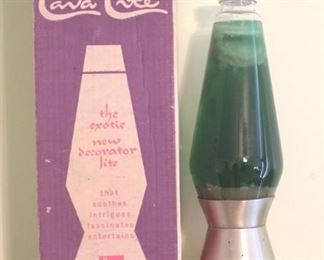 Lava Lite
the
exotic
new
decorator
lite
that
soothes
intrigues
fascinates
entertains